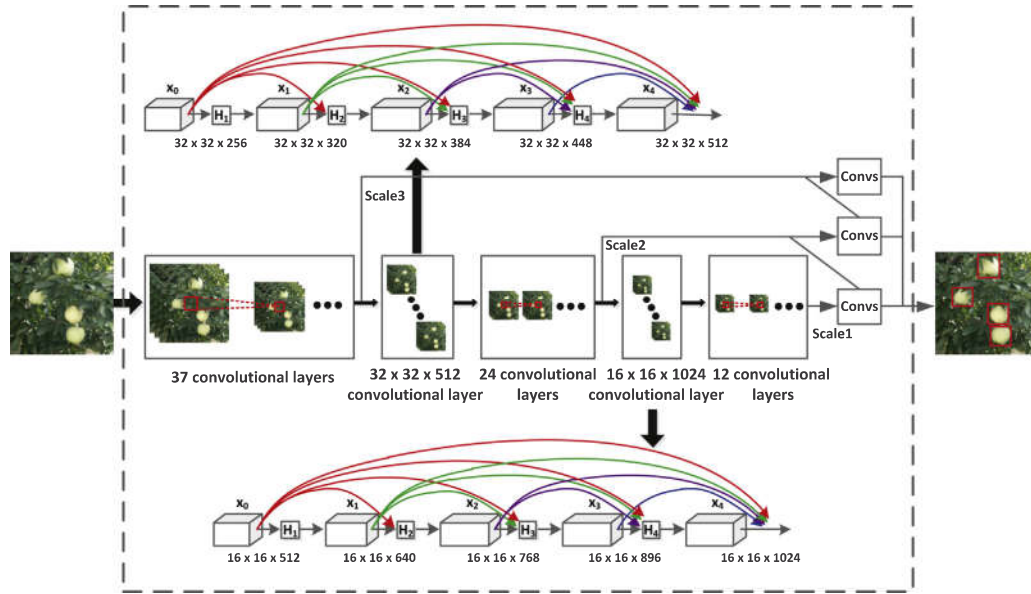 x0 x1 x2 x3 x4
H1 H2 H3 H4
32 x 32 x 256 32 x 32 x 320 32 x 32 x 384 32 x 32 x 448 32 x 32 x 512
Convs
Scale3
Convs
Scale2
Convs
Scale1
37 convolutional layers
32 x 32 x 512
convolutional layer
24 convolutional
layers
16 x 16 x 1024
convolutional layer
12 convolutional
layers
x0 x1 x2 x3 x4
H1 H2 H3 H4
16 x 16 x 512 16 x 16 x 640 16 x 16 x 768 16 x 16 x 896 16 x 16 x 1024